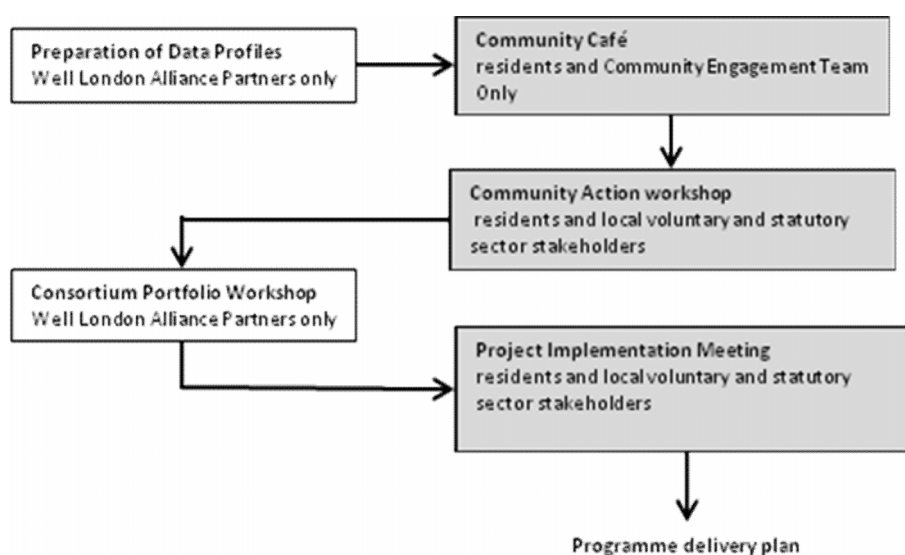 Preparation of Data Profiles
Well London Alliance Partners only
Community Café
residents and Community Engagement Team
Only
Community Action workshop
residents and local voluntary and statutory
sector stakeholders
Consortium Portfolio Workshop
Well London Alliance Partners only
Project Implementation Meeting
residents and local voluntary and statutory
sector stakeholders
Programme delivery plan